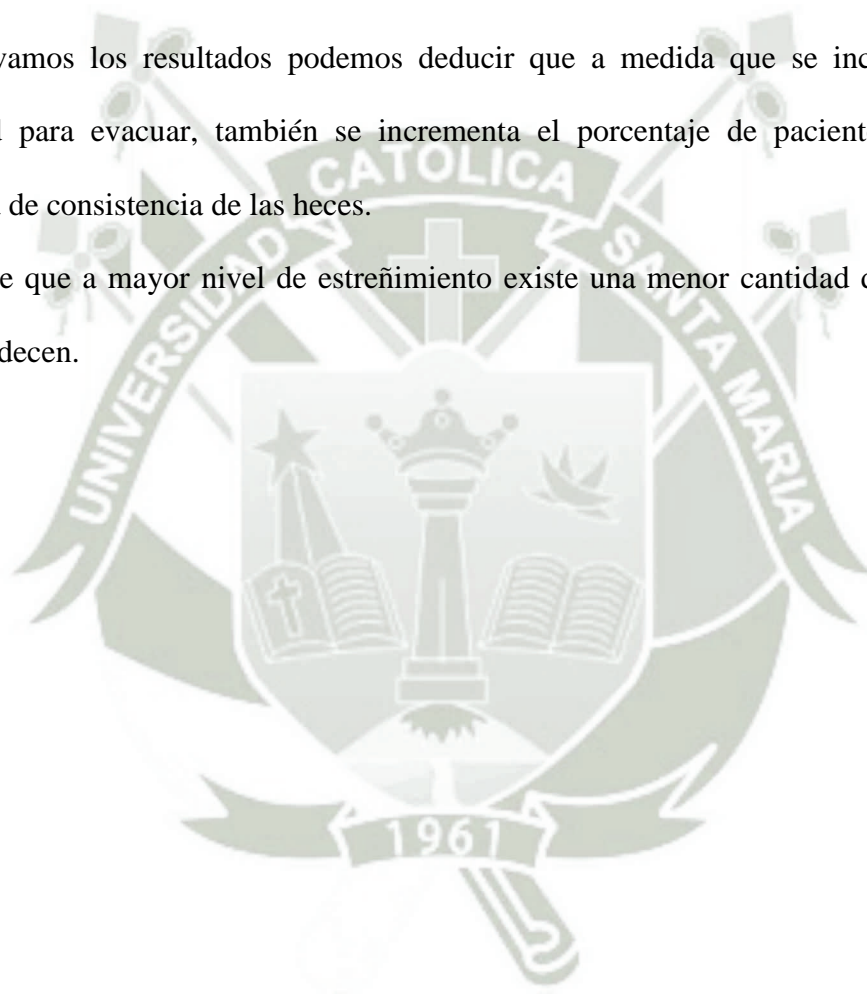 vamos los resultados podemos deducir que a medida que se inc
para evacuar, también se incrementa el porcentaje de pacient
de consistencia de las heces.
e que a mayor nivel de estreñimiento existe una menor cantidad
decen.
UNIVERSIDAD CATÓLICA SANTA MARIA
1961